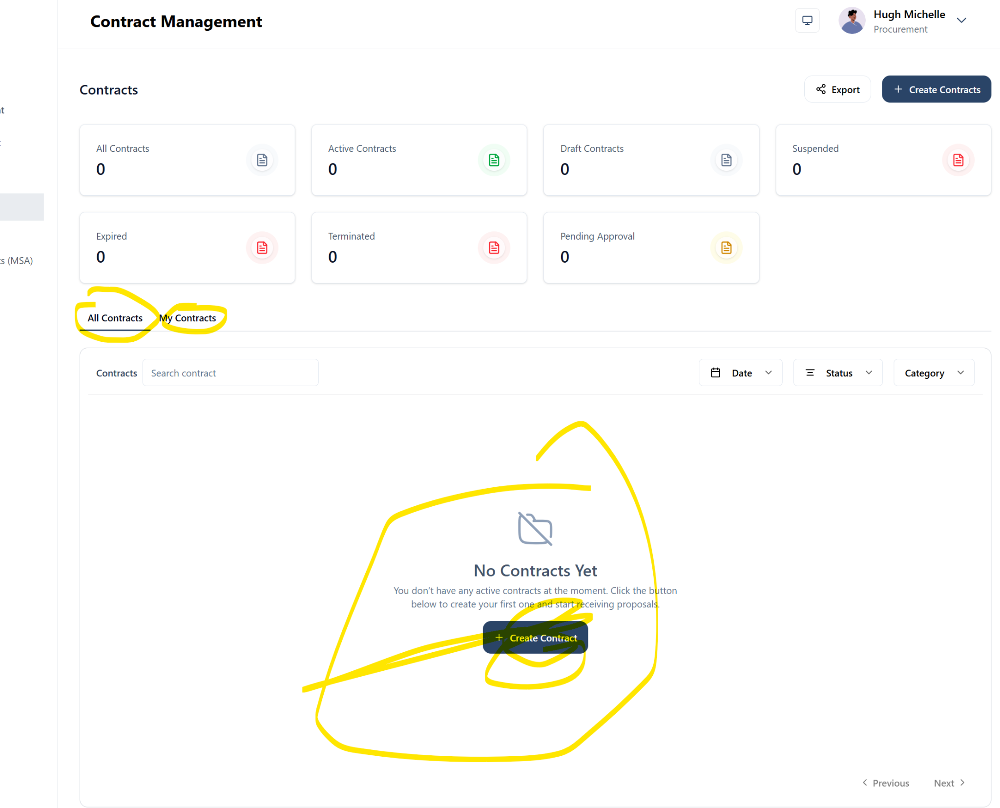 Contract Management
Hugh Michelle
Procurement
Contracts
Export
+ Create Contracts
All Contracts
0
Active Contracts
0
Draft Contracts
0
Suspended
0
Expired
0
Terminated
0
Pending Approval
0
(MSA)
All Contracts
My Contracts
Contracts
Search contract
Date
Status
Category
No Contracts Yet
You don’t have any active contracts at the moment. Click the button
below to create your first one and start receiving proposals.
+ Create Contract
Previous
Next